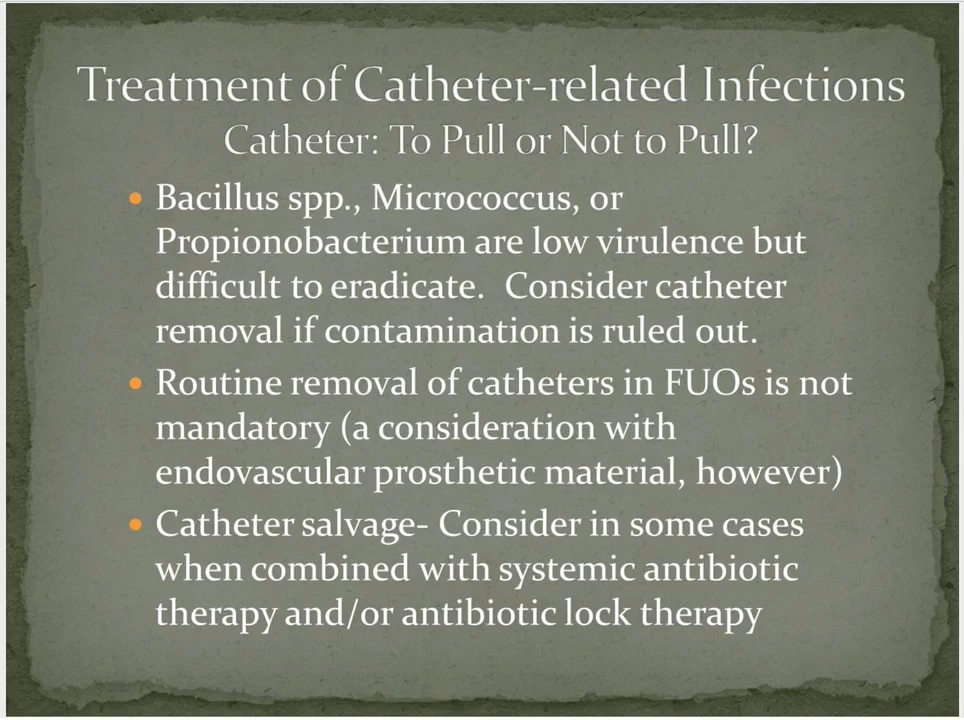 Treatment of Catheter-related Infections
Catheter: To Pull or Not to Pull?
• Bacillus spp., Micrococcus, or
Propionobacterium are low virulence but
difficult to eradicate.  Consider catheter
removal if contamination is ruled out.
• Routine removal of catheters in FUOs is not
mandatory (a consideration with
endovascular prosthetic material, however)
• Catheter salvage- Consider in some cases
when combined with systemic antibiotic
therapy and/or antibiotic lock therapy